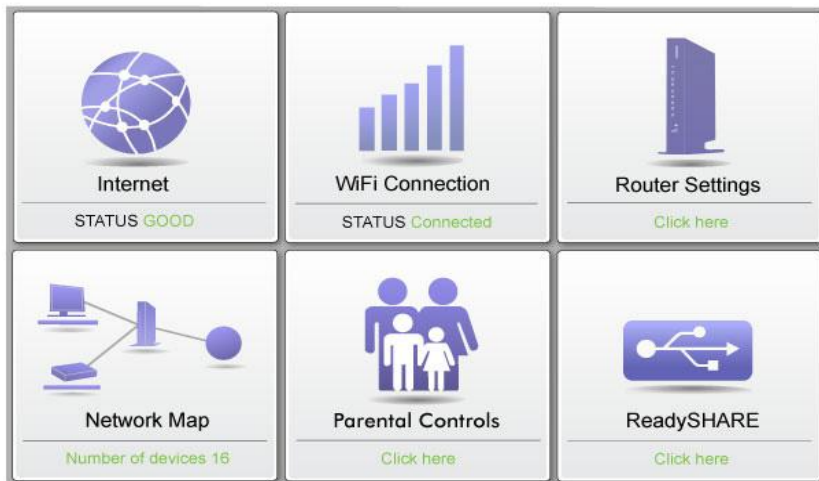 Internet
STATUS GOOD
WiFi Connection
STATUS Connected
Router Settings
Click here
Network Map
Number of devices 16
Parental Controls
Click here
ReadySHARE
Click here